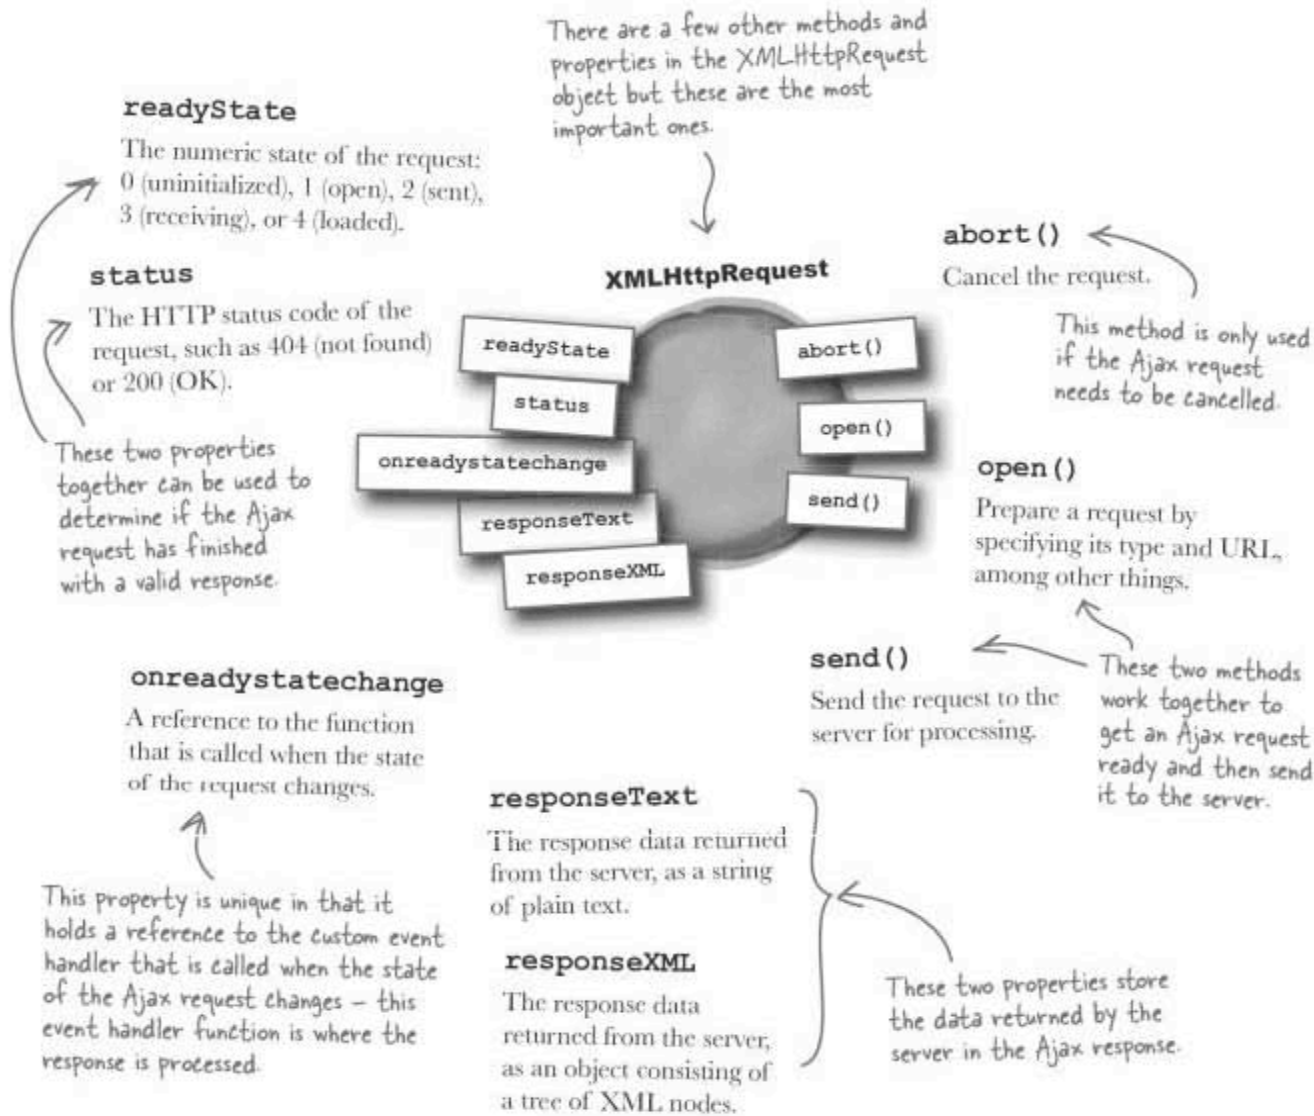 There are a few other methods and
properties in the XMLHttpRequest
object but these are the most
important ones.
readyState
The numeric state of the request:
0 (uninitialized), 1 (open), 2 (sent),
3 (receiving), or 4 (loaded).
status
The HTTP status code of the
request, such as 404 (not found)
or 200 (OK).
These two properties
together can be used to
determine if the Ajax
request has finished
with a valid response.
XMLHttpRequest
readyState
status
onreadystatechange
responseText
responseXML
abort()
open()
send()
abort()
Cancel the request.
This method is only used
if the Ajax request
needs to be cancelled.
open()
Prepare a request by
specifying its type and URL,
among other things.
send()
Send the request to the
server for processing.
These two methods
work together to
get an Ajax request
ready and then send
it to the server.
onreadystatechange
A reference to the function
that is called when the state
of the request changes.
This property is unique in that it
holds a reference to the custom event
handler that is called when the state
of the Ajax request changes – this
event handler function is where the
response is processed.
responseText
The response data returned
from the server, as a string
of plain text.
responseXML
The response data
returned from the server,
as an object consisting of
a tree of XML nodes.
These two properties store
the data returned by the
server in the Ajax response.